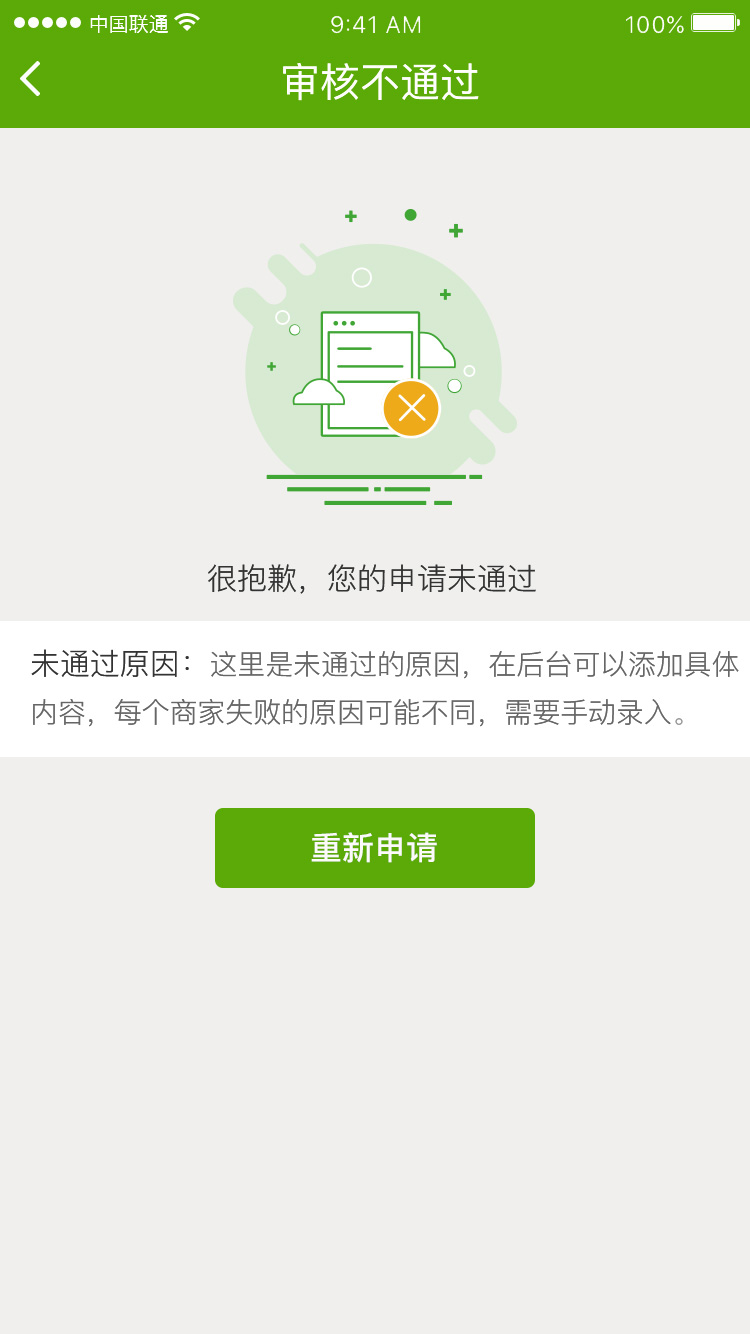 中国联通 9:41 AM 100%
审核不通过
很抱歉，您的申请未通过
未通过原因：这里是未通过的原因，在后台可以添加具体
内容，每个商家失败的原因可能不同，需要手动录入。
重新申请